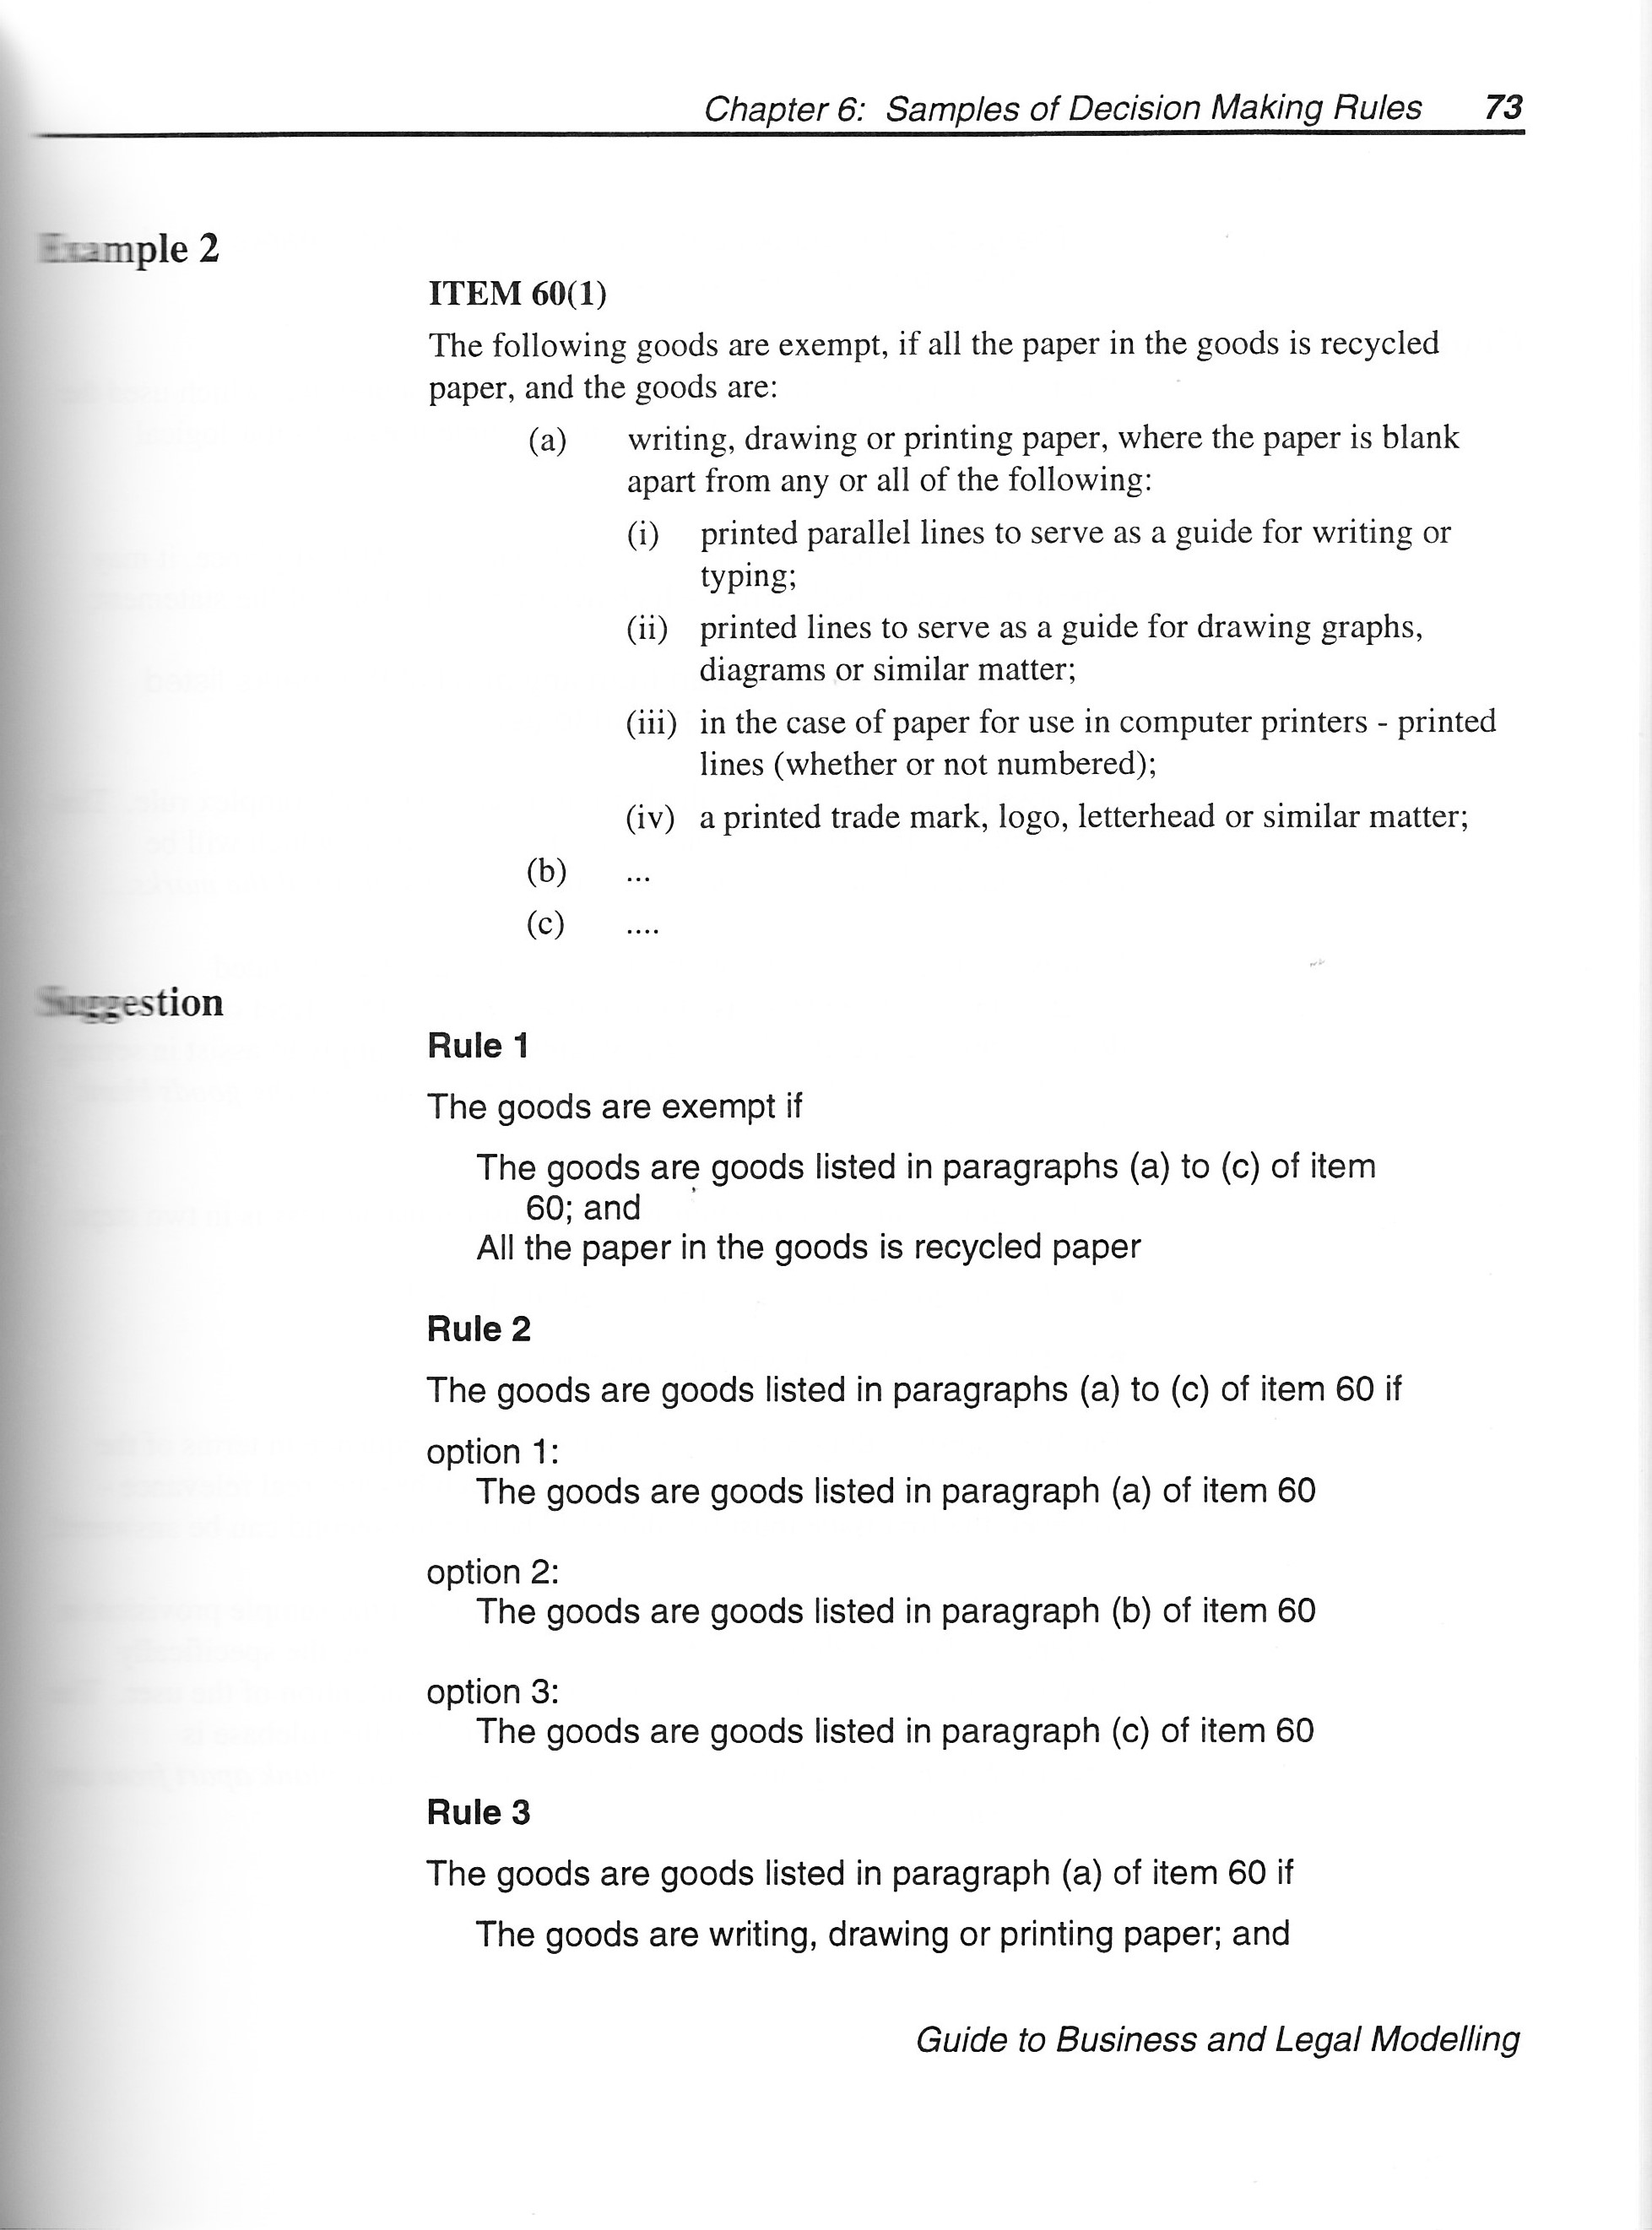 Chapter 6: Samples of Decision Making Rules 73
Example 2
ITEM 60(1)
The following goods are exempt, if all the paper in the goods is recycled
paper, and the goods are:
(a) writing, drawing or printing paper, where the paper is blank
apart from any or all of the following:
(i) printed parallel lines to serve as a guide for writing or
typing;
(ii) printed lines to serve as a guide for drawing graphs,
diagrams or similar matter;
(iii) in the case of paper for use in computer printers - printed
lines (whether or not numbered);
(iv) a printed trade mark, logo, letterhead or similar matter;
(b) ...
(c) ....
Suggestion
Rule 1
The goods are exempt if
The goods are goods listed in paragraphs (a) to (c) of item
60; and
All the paper in the goods is recycled paper
Rule 2
The goods are goods listed in paragraphs (a) to (c) of item 60 if
option 1:
The goods are goods listed in paragraph (a) of item 60
option 2:
The goods are goods listed in paragraph (b) of item 60
option 3:
The goods are goods listed in paragraph (c) of item 60
Rule 3
The goods are goods listed in paragraph (a) of item 60 if
The goods are writing, drawing or printing paper; and
Guide to Business and Legal Modelling